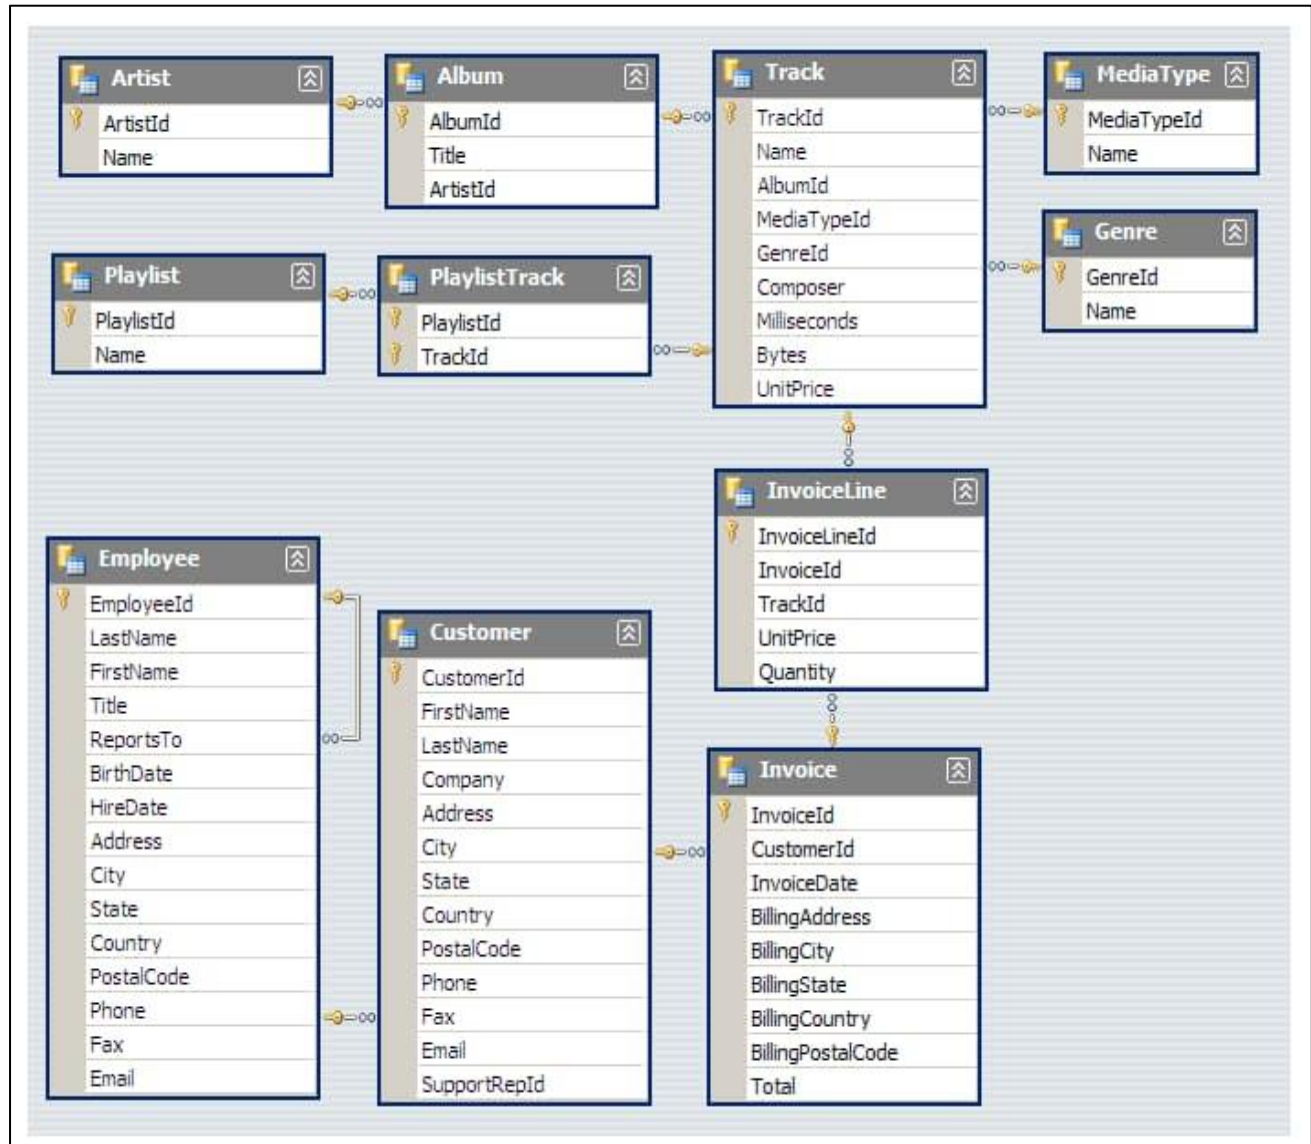 Artist
ArtistId
Name
Album
AlbumId
Title
ArtistId
Track
TrackId
Name
AlbumId
MediaTypeId
GenreId
Composer
Milliseconds
Bytes
UnitPrice
MediaType
MediaTypeId
Name
Genre
GenreId
Name
Playlist
PlaylistId
Name
PlaylistTrack
PlaylistId
TrackId
InvoiceLine
InvoiceLineId
InvoiceId
TrackId
UnitPrice
Quantity
Employee
EmployeeId
LastName
FirstName
Title
ReportsTo
BirthDate
HireDate
Address
City
State
Country
PostalCode
Phone
Fax
Email
Customer
CustomerId
FirstName
LastName
Company
Address
City
State
Country
PostalCode
Phone
Fax
Email
SupportRepId
Invoice
InvoiceId
CustomerId
InvoiceDate
BillingAddress
BillingCity
BillingState
BillingCountry
BillingPostalCode
Total